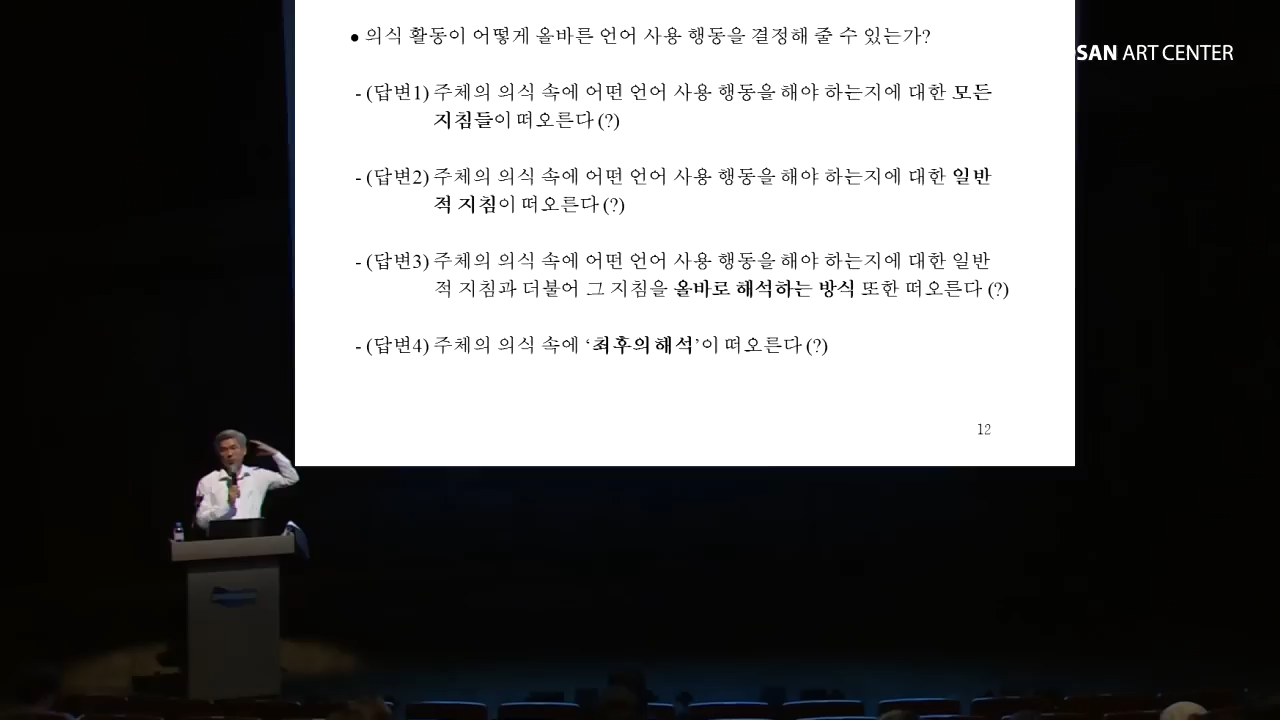 • 의식 활동이 어떻게 올바른 언어 사용 행동을 결정해 줄 수 있는가?
SAN ART CENTER
- (답변1) 주체의 의식 속에 어떤 언어 사용 행동을 해야 하는지에 대한 모든
지침들이 떠오른다 (?)
- (답변2) 주체의 의식 속에 어떤 언어 사용 행동을 해야 하는지에 대한 일반
적 지침이 떠오른다 (?)
- (답변3) 주체의 의식 속에 어떤 언어 사용 행동을 해야 하는지에 대한 일반
적 지침과 더불어 그 지침을 올바로 해석하는 방식 또한 떠오른다 (?)
- (답변4) 주체의 의식 속에 ‘최후의 해석’이 떠오른다 (?)
12